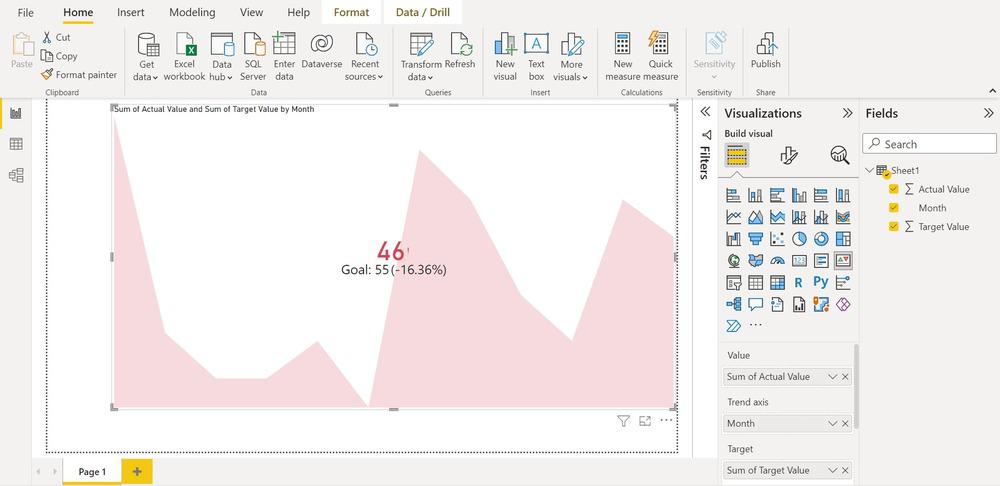 File Home Insert Modeling View Help Format Data / Drill
Paste
Cut
Copy
Format painter
Clipboard
Get data
Excel workbook
Data hub
SQL Server
Enter data
Dataverse
Recent sources
Data
Transform data
Refresh
Queries
New visual
Text box
More visuals
Insert
New measure
Quick measure
Calculations
Sensitivity
Sensitivity
Publish
Share
Sum of Actual Value and Sum of Target Value by Month
46!
Goal: 55 (-16.36%)
Filters
Visualizations
Build visual
123
R
Py
Value
Sum of Actual Value
Trend axis
Month
Target
Sum of Target Value
Fields
Search
Sheet1
Σ Actual Value
Month
Σ Target Value
Page 1